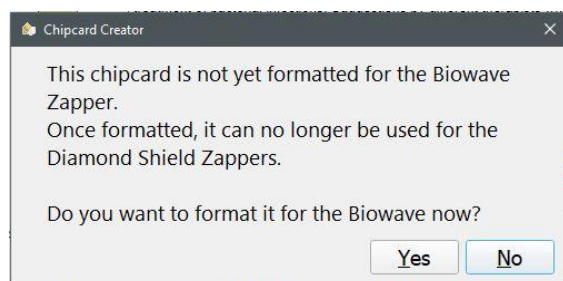 Chipcard Creator
This chipcard is not yet formatted for the Biowave
Zapper.
Once formatted, it can no longer be used for the
Diamond Shield Zappers.
Do you want to format it for the Biowave now?
Yes No